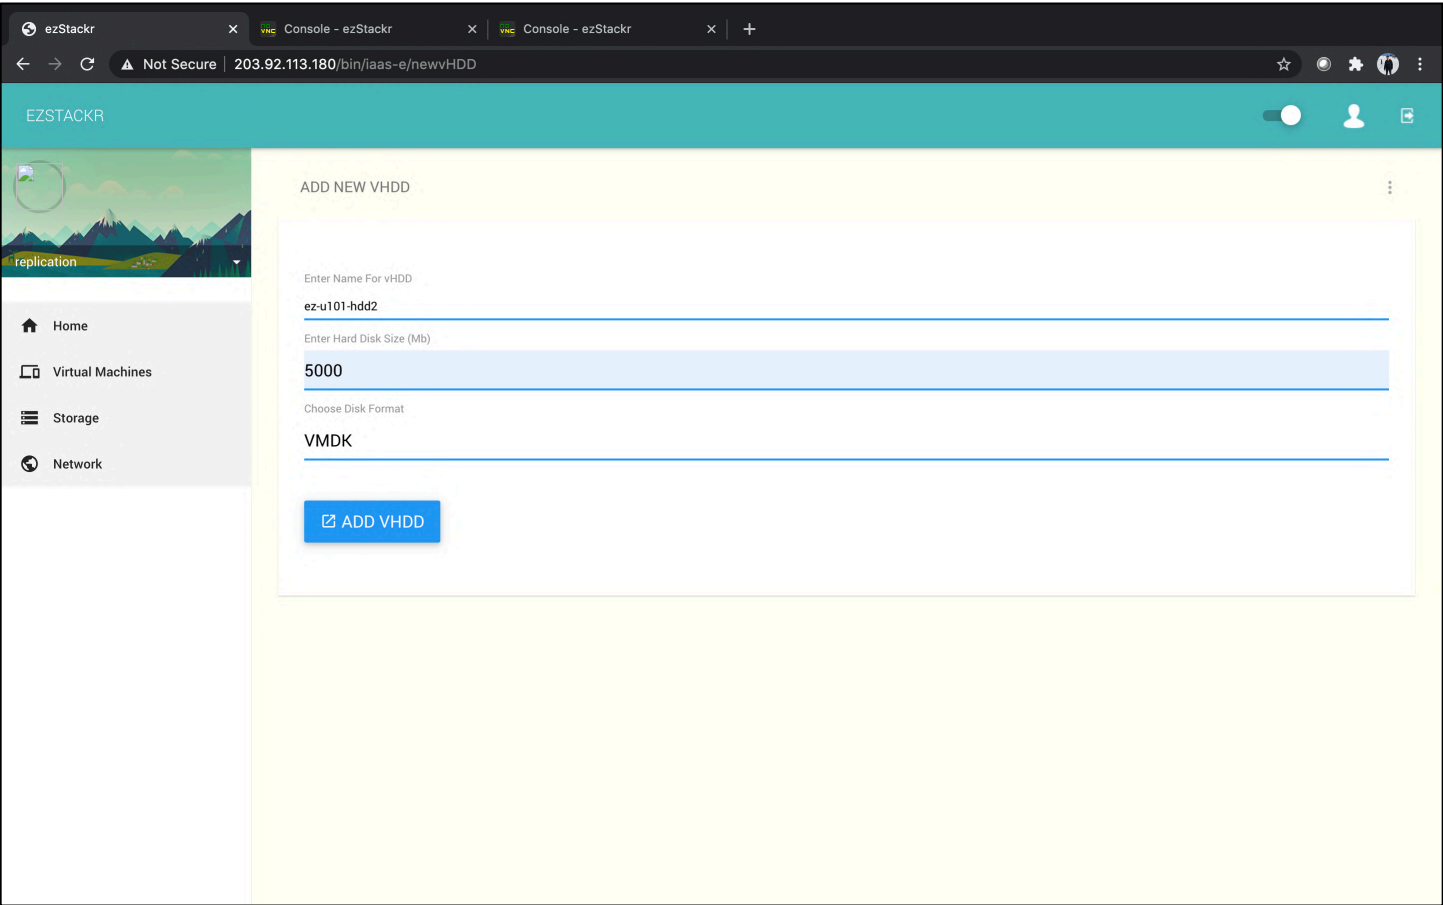 ezStackr
Console - ezStackr
Console - ezStackr
Not Secure | 203.92.113.180/bin/iaas-e/newvHDD
EZSTACKR
replication
Home
Virtual Machines
Storage
Network
ADD NEW VHDD
Enter Name For vHDD
ez-u101-hdd2
Enter Hard Disk Size (Mb)
5000
Choose Disk Format
VMDK
ADD VHDD